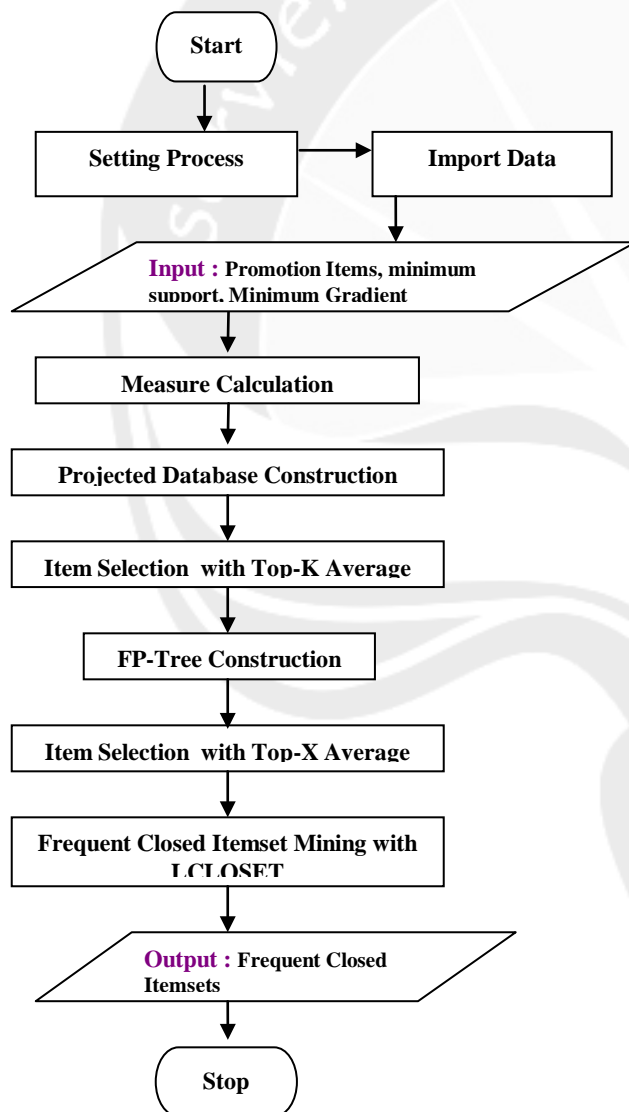 Start
Setting Process
Import Data
Input : Promotion Items, minimum
support, Minimum Gradient
Measure Calculation
Projected Database Construction
Item Selection with Top-K Average
FP-Tree Construction
Item Selection with Top-X Average
Frequent Closed Itemset Mining with
LCLOSET
Output : Frequent Closed
Itemsets
Stop